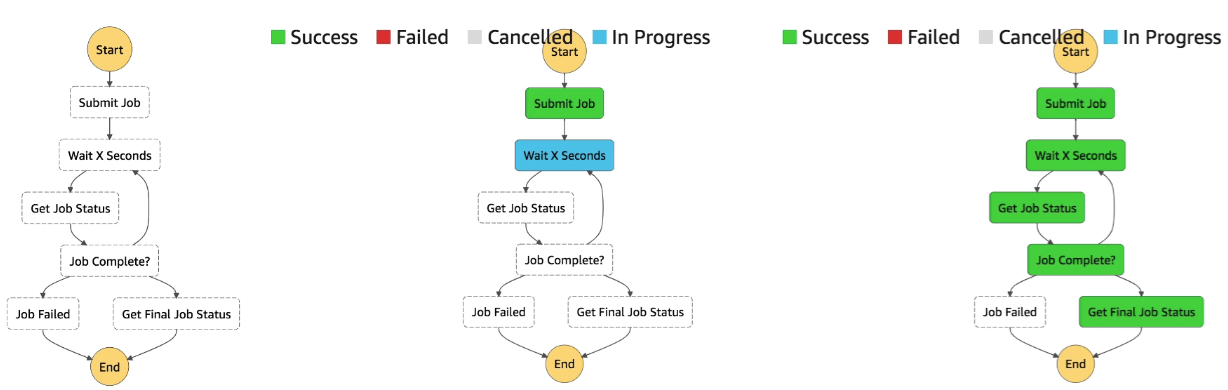 Start
Submit Job
Wait X Seconds
Get Job Status
Job Complete?
Job Failed
Get Final Job Status
End
Success
Failed
Cancelled
In Progress
Start
Submit Job
Wait X Seconds
Get Job Status
Job Complete?
Job Failed
Get Final Job Status
End
Success
Failed
Cancelled
In Progress
Start
Submit Job
Wait X Seconds
Get Job Status
Job Complete?
Job Failed
Get Final Job Status
End